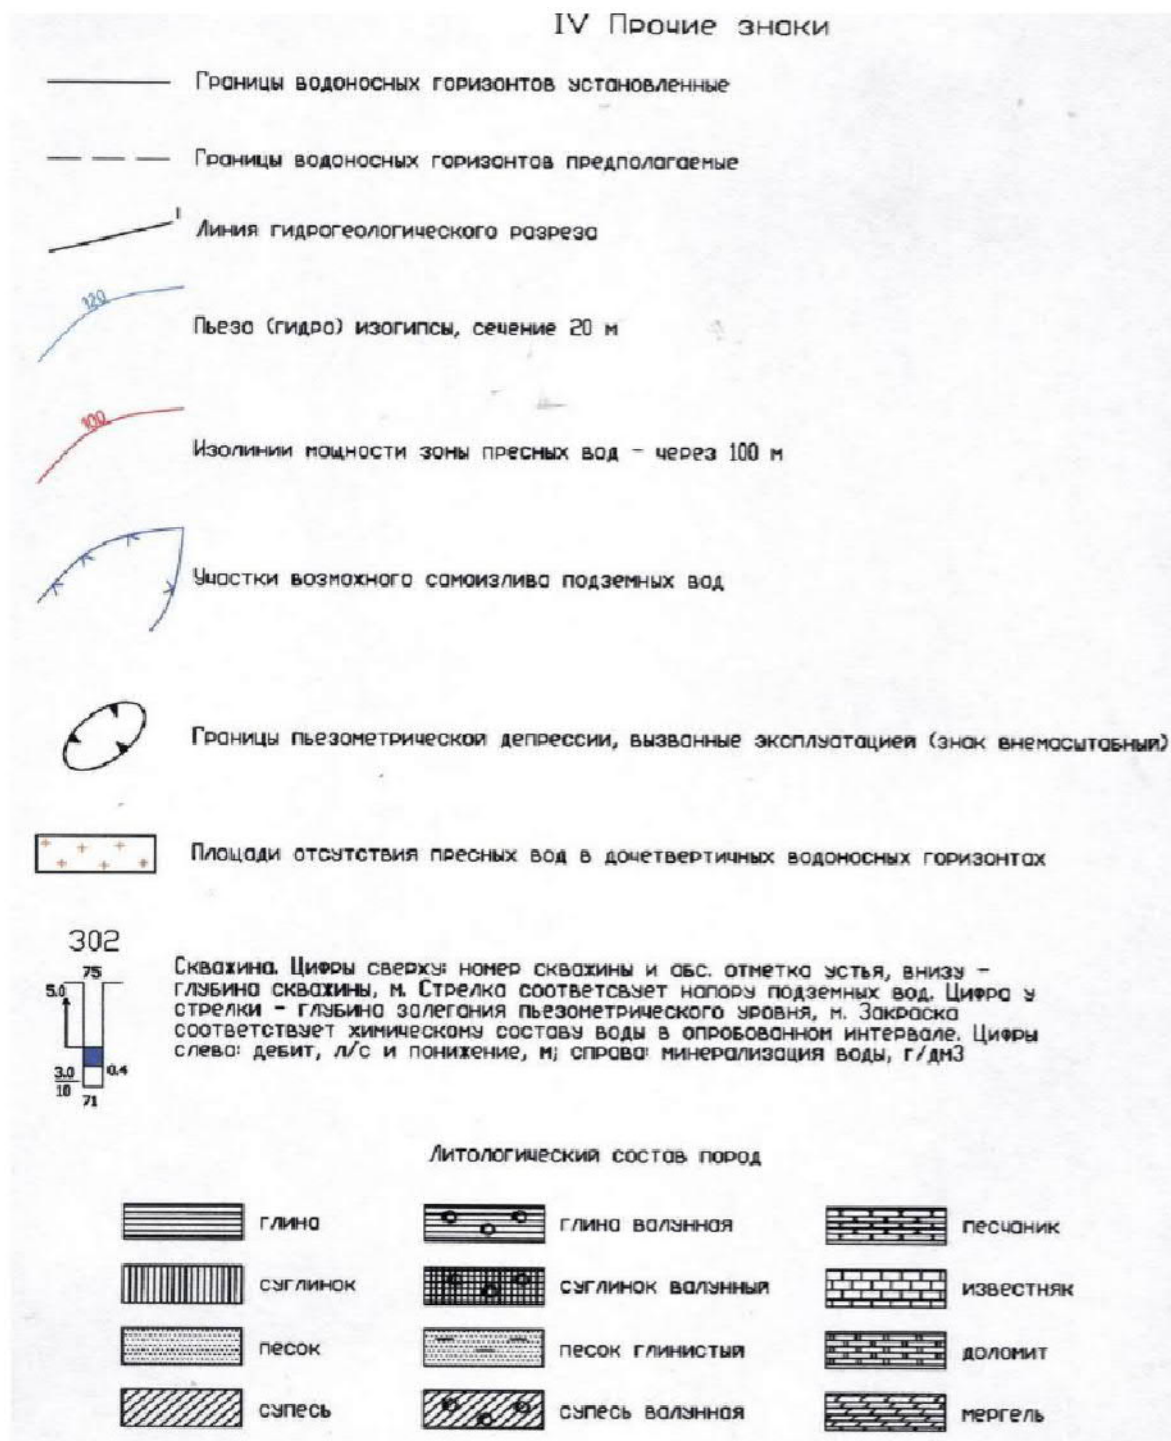 IV Прочие знаки
Границы водоносных горизонтов установленные
Границы водоносных горизонтов предполагаемые
I
Линия гидрогеологического разреза
120
Пьезо (гидро) изогипсы, сечение 20 м
100
Изолинии мощности зоны пресных вод - через 100 м
Участки возможного самоизлива подземных вод
Границы пьезометрической депрессии, вызванные эксплуатацией (знак внемасштабный)
Площади отсутствия пресных вод в дочетвертичных водоносных горизонтах
302
75
5.0
3.0
10
0.4
71
Скважина. Цифры сверху: номер скважины и абс. отметка устья, внизу -
глубина скважины, м. Стрелка соответсвует напору подземных вод. Цифра у
стрелки - глубина залегания пьезометрического уровня, м. Закраска
соответствует химическому составу воды в опробованном интервале. Цифры
слева: дебит, л/с и понижение, м; справа: минерализация воды, г/дм3
Литологический состав пород
глина глина валунная песчаник
суглинок суглинок валунный известняк
песок песок глинистый доломит
супесь супесь валунная мергель